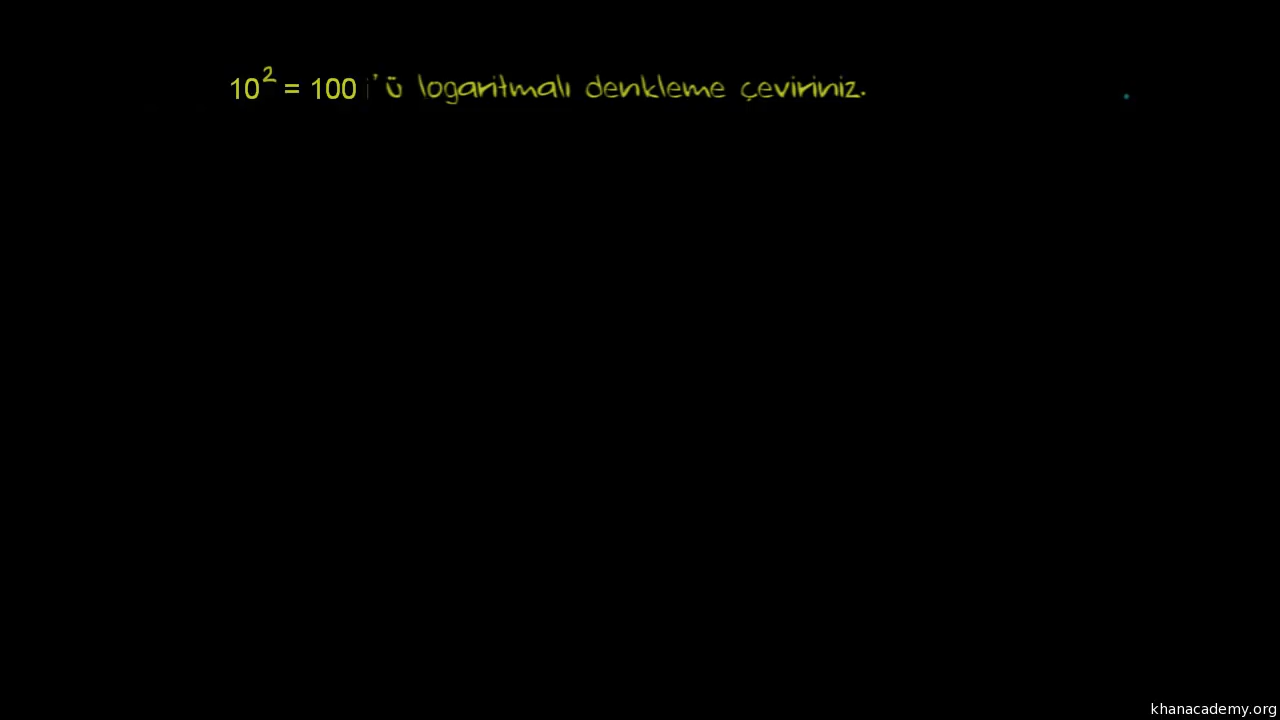 10² = 100 'ü logaritmalı denkleme çeviriniz.
khanacademy.org